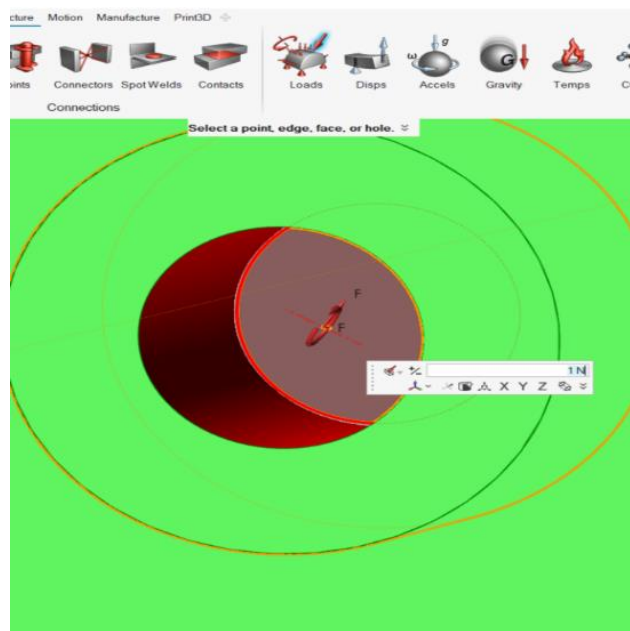 cture Motion Manufacture Print3D
oints Connectors Spot Welds Contacts Loads Disps Accels Gravity Temps C
Connections
Select a point, edge, face, or hole.
F
F
1 N
X Y Z
ω g G